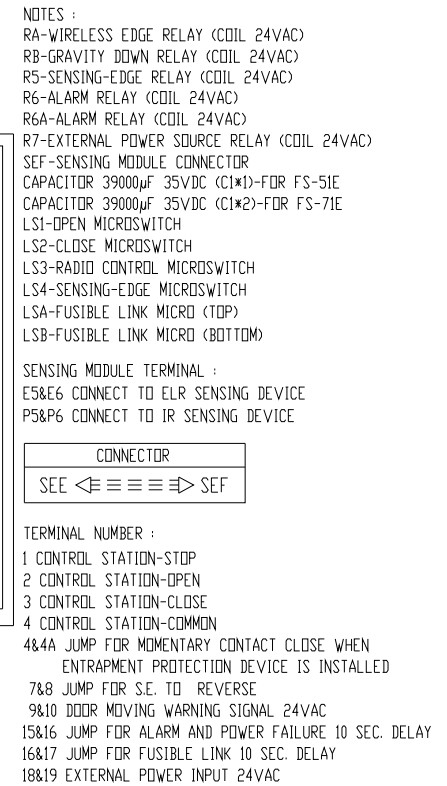 NOTES :
RA-WIRELESS EDGE RELAY (COIL 24VAC)
RB-GRAVITY DOWN RELAY (COIL 24VAC)
R5-SENSING-EDGE RELAY (COIL 24VAC)
R6-ALARM RELAY (COIL 24VAC)
R6A-ALARM RELAY (COIL 24VAC)
R7-EXTERNAL POWER SOURCE RELAY (COIL 24VAC)
SEF-SENSING MODULE CONNECTOR
CAPACITOR 39000µF 35VDC (C1*1)-FOR FS-51E
CAPACITOR 39000µF 35VDC (C1*2)-FOR FS-71E
LS1-OPEN MICROSWITCH
LS2-CLOSE MICROSWITCH
LS3-RADIO CONTROL MICROSWITCH
LS4-SENSING-EDGE MICROSWITCH
LSA-FUSIBLE LINK MICRO (TOP)
LSB-FUSIBLE LINK MICRO (BOTTOM)
SENSING MODULE TERMINAL :
E5&E6 CONNECT TO ELR SENSING DEVICE
P5&P6 CONNECT TO IR SENSING DEVICE
CONNECTOR
SEE SEF
TERMINAL NUMBER :
1 CONTROL STATION-STOP
2 CONTROL STATION-OPEN
3 CONTROL STATION-CLOSE
4 CONTROL STATION-COMMON
4&4A JUMP FOR MOMENTARY CONTACT CLOSE WHEN
ENTRAPMENT PROTECTION DEVICE IS INSTALLED
7&8 JUMP FOR S.E. TO REVERSE
9&10 DOOR MOVING WARNING SIGNAL 24VAC
15&16 JUMP FOR ALARM AND POWER FAILURE 10 SEC. DELAY
16&17 JUMP FOR FUSIBLE LINK 10 SEC. DELAY
18&19 EXTERNAL POWER INPUT 24VAC